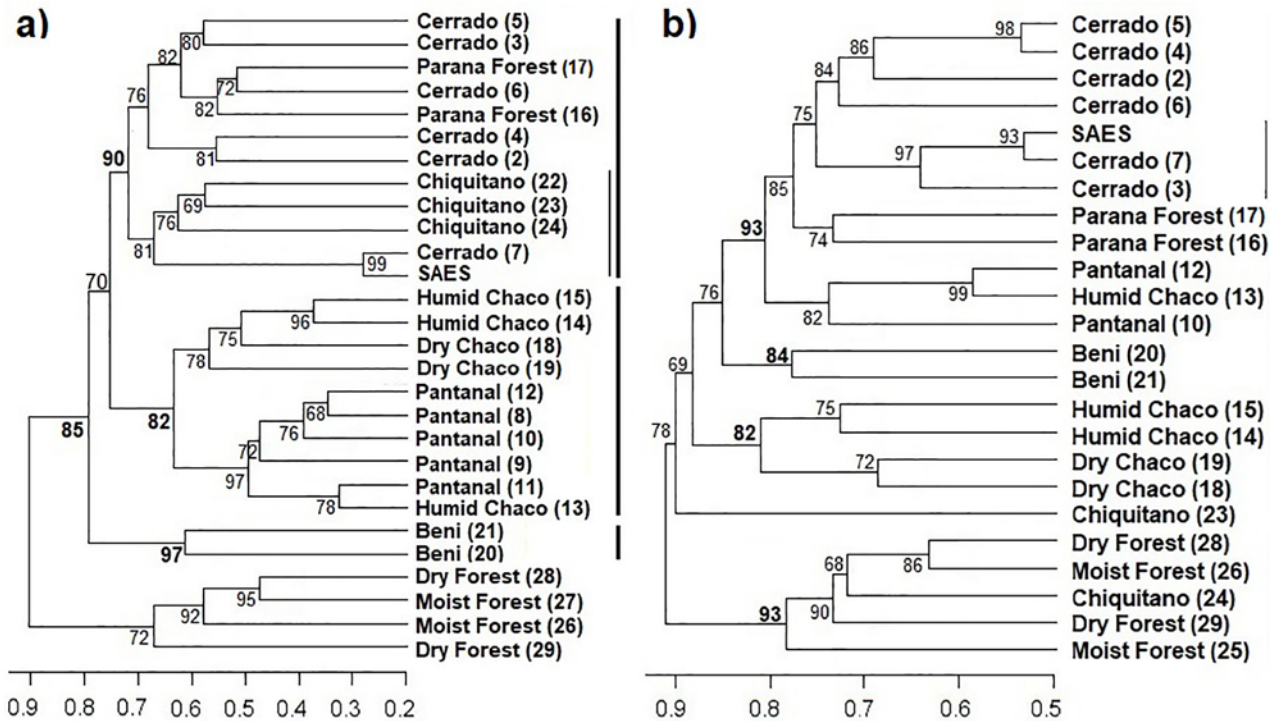 a)
Cerrado (5)
80
Cerrado (3)
82
Parana Forest (17)
72
Cerrado (6)
82
Parana Forest (16)
76
Cerrado (4)
81
Cerrado (2)
90
Chiquitano (22)
69
Chiquitano (23)
76
Chiquitano (24)
81
Cerrado (7)
99
SAES
70
Humid Chaco (15)
96
Humid Chaco (14)
75
Dry Chaco (18)
78
Dry Chaco (19)
82
Pantanal (12)
68
Pantanal (8)
76
Pantanal (10)
72
Pantanal (9)
97
Pantanal (11)
78
Humid Chaco (13)
85
Beni (21)
97
Beni (20)
Dry Forest (28)
95
Moist Forest (27)
92
Moist Forest (26)
72
Dry Forest (29)
0.9 0.8 0.7 0.6 0.5 0.4 0.3 0.2
b)
Cerrado (5)
98
Cerrado (4)
86
Cerrado (2)
84
Cerrado (6)
75
SAES
93
Cerrado (7)
97
Cerrado (3)
85
Parana Forest (17)
74
Parana Forest (16)
93
Pantanal (12)
99
Humid Chaco (13)
82
Pantanal (10)
76
Beni (20)
84
Beni (21)
69
Humid Chaco (15)
75
Humid Chaco (14)
82
Dry Chaco (19)
72
Dry Chaco (18)
78
Chiquitano (23)
Dry Forest (28)
86
Moist Forest (26)
68
Chiquitano (24)
90
Dry Forest (29)
93
Moist Forest (25)
0.9 0.8 0.7 0.6 0.5